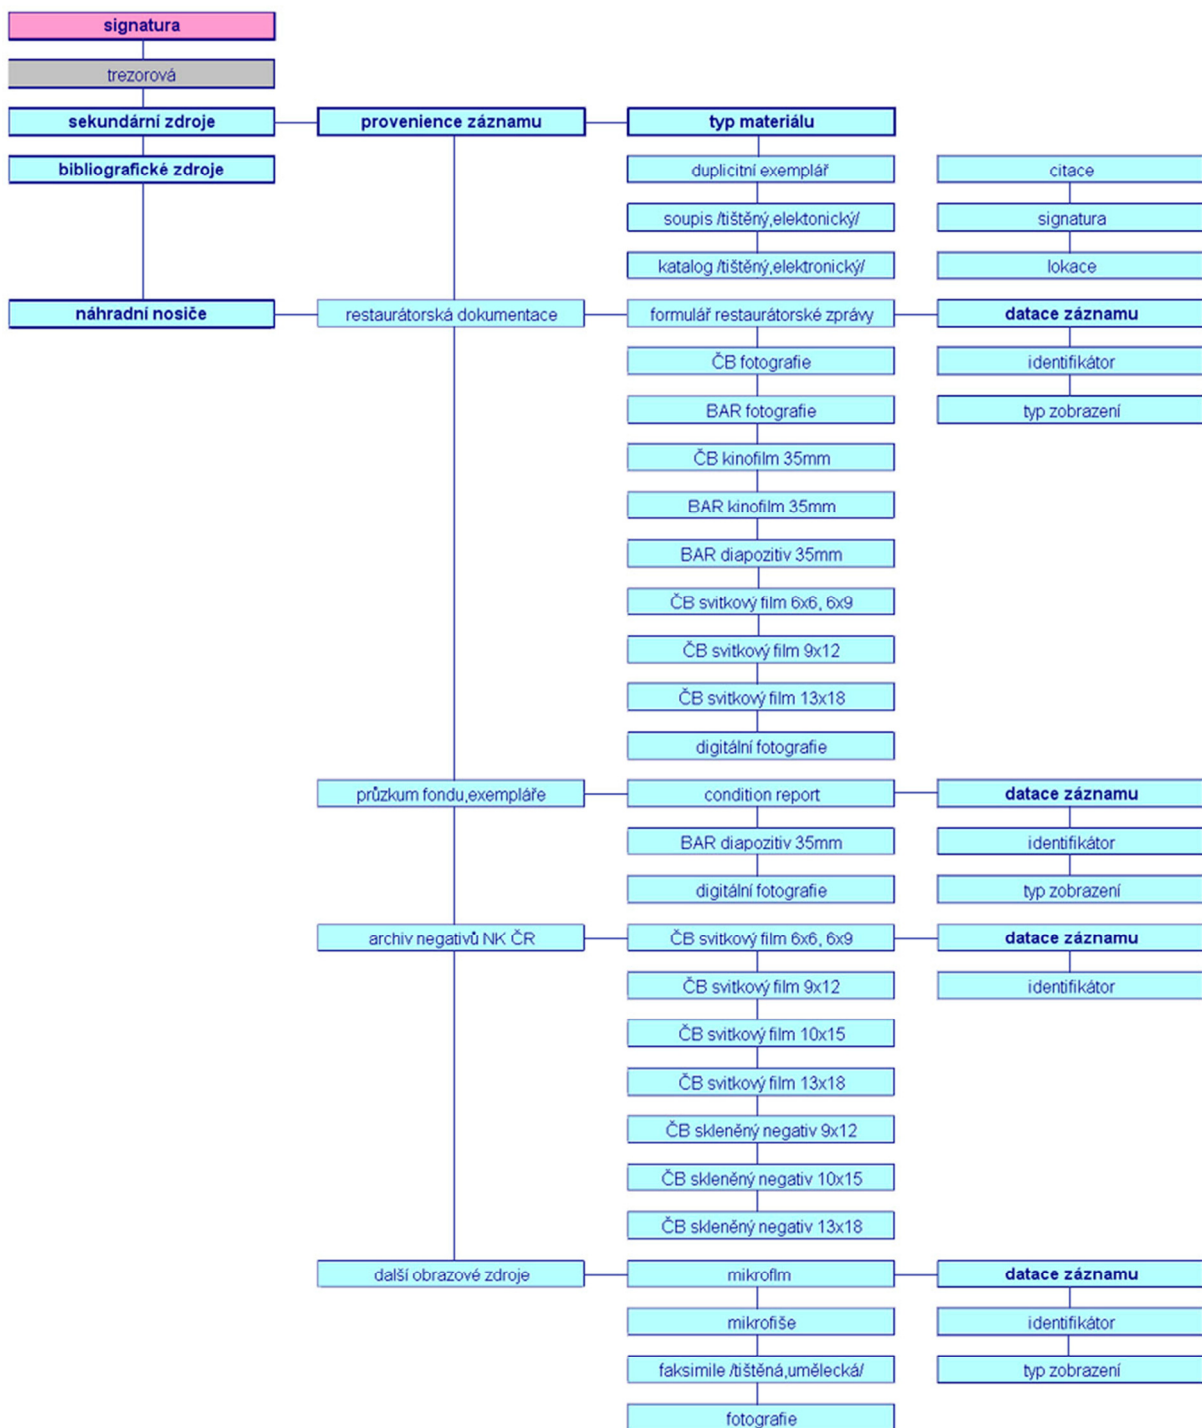 signatura
trezorová
sekundární zdroje provenience záznamu typ materiálu
bibliografické zdroje duplicitní exemplář citace
soupis /tištěný,elektonický/ signatura
katalog /tištěný,elektronický/ lokace
náhradní nosiče restaurátorská dokumentace formulář restaurátorské zprávy datace záznamu
ČB fotografie identifikátor
BAR fotografie typ zobrazení
ČB kinofilm 35mm
BAR kinofilm 35mm
BAR diapozitiv 35mm
ČB svitkový film 6x6, 6x9
ČB svitkový film 9x12
ČB svitkový film 13x18
digitální fotografie
průzkum fondu,exempláře condition report datace záznamu
BAR diapozitiv 35mm identifikátor
digitální fotografie typ zobrazení
archiv negativů NK ČR ČB svitkový film 6x6, 6x9 datace záznamu
ČB svitkový film 9x12 identifikátor
ČB svitkový film 10x15
ČB svitkový film 13x18
ČB skleněný negativ 9x12
ČB skleněný negativ 10x15
ČB skleněný negativ 13x18
další obrazové zdroje mikroflm datace záznamu
mikrofiše identifikátor
faksimile /tištěná,umělecká/ typ zobrazení
fotografie